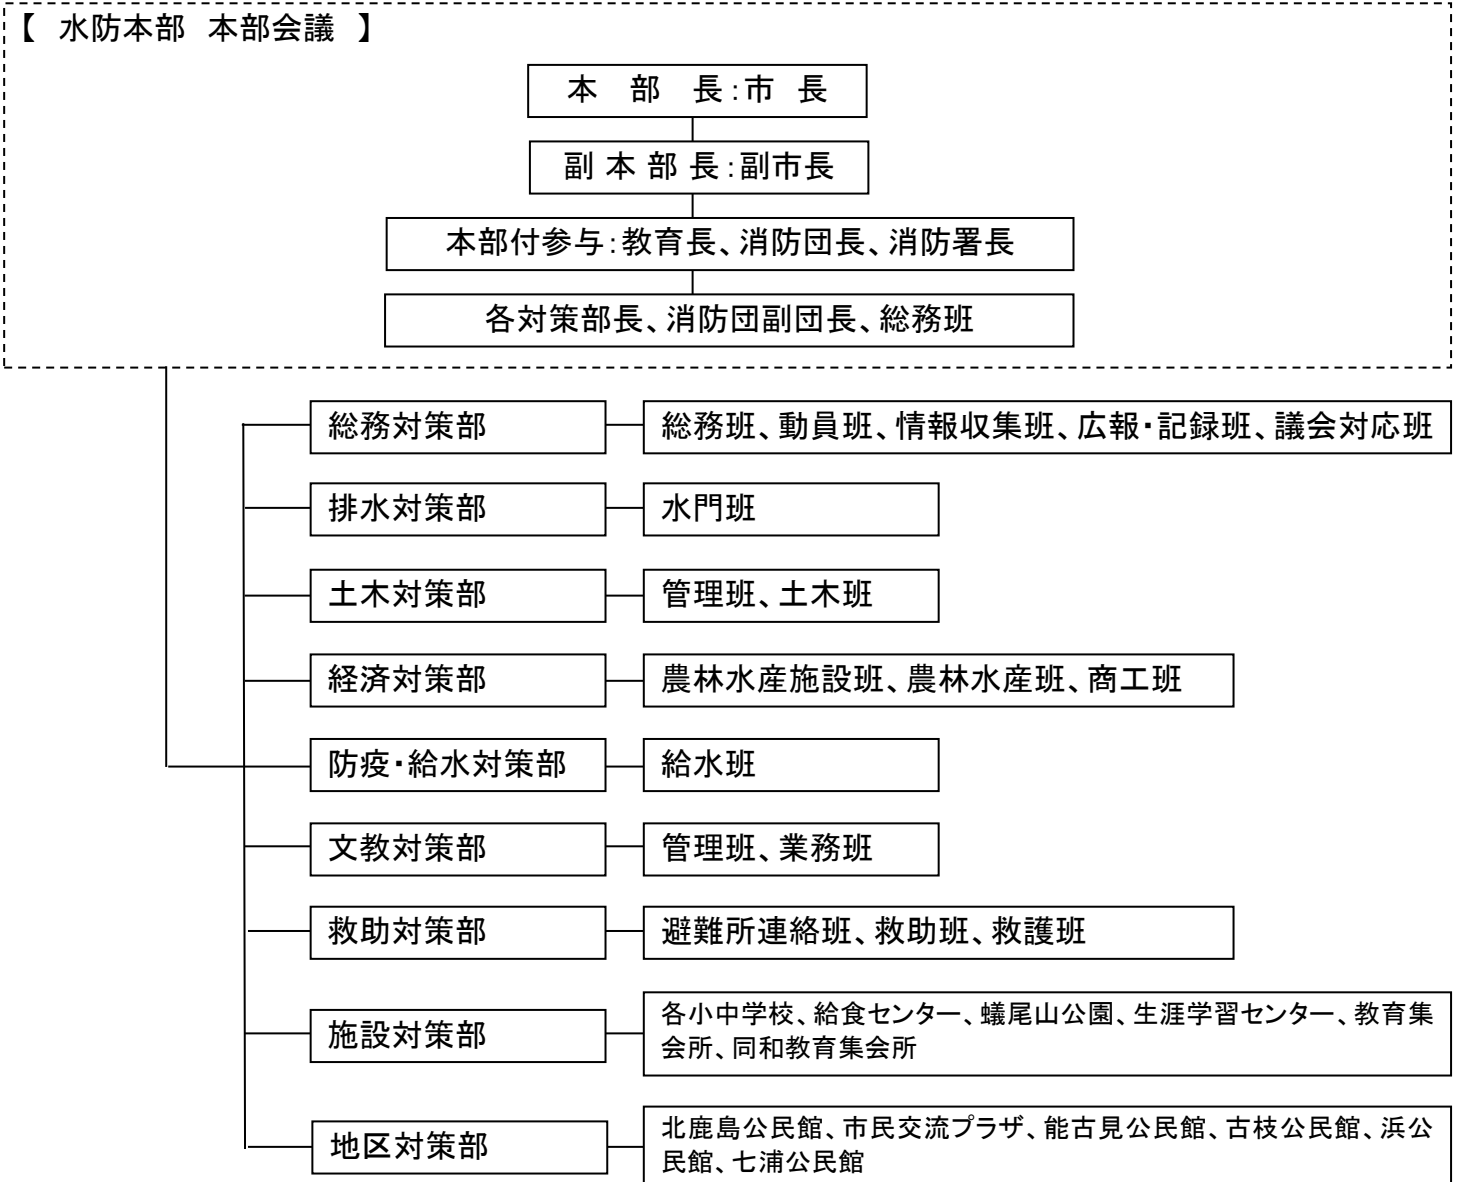 【　水防本部　本部会議　】
本　部　長：市　長
副 本 部 長：副市長
本部付参与：教育長、消防団長、消防署長
各対策部長、消防団副団長、総務班
総務対策部
総務班、動員班、情報収集班、広報・記録班、議会対応班
排水対策部
水門班
土木対策部
管理班、土木班
経済対策部
農林水産施設班、農林水産班、商工班
防疫・給水対策部
給水班
文教対策部
管理班、業務班
救助対策部
避難所連絡班、救助班、救護班
施設対策部
各小中学校、給食センター、蟻尾山公園、生涯学習センター、教育集
会所、同和教育集会所
地区対策部
北鹿島公民館、市民交流プラザ、能古見公民館、古枝公民館、浜公
民館、七浦公民館